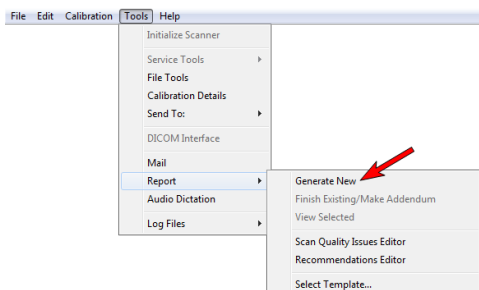 File Edit Calibration Tools Help
Initialize Scanner
Service Tools
File Tools
Calibration Details
Send To:
DICOM Interface
Mail
Report
Audio Dictation
Log Files
Generate New
Finish Existing/Make Addendum
View Selected
Scan Quality Issues Editor
Recommendations Editor
Select Template...